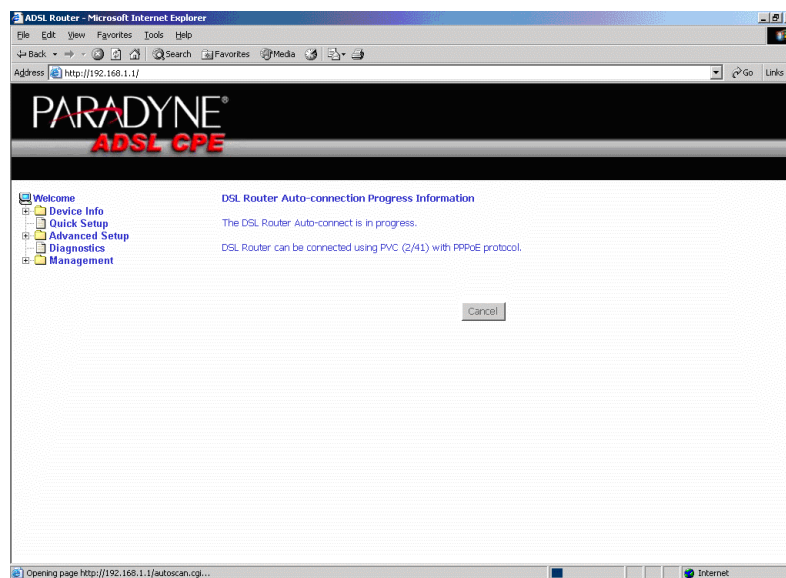 ADSL Router - Microsoft Internet Explorer
File Edit View Favorites Tools Help
Back Search Favorites Media
Address http://192.168.1.1/ Go Links
PARADYNE®
ADSL CPE
Welcome
Device Info
Quick Setup
Advanced Setup
Diagnostics
Management
DSL Router Auto-connection Progress Information
The DSL Router Auto-connect is in progress.
DSL Router can be connected using PVC (2/41) with PPPoE protocol.
Cancel
Opening page http://192.168.1.1/autoscan.cgi... Internet